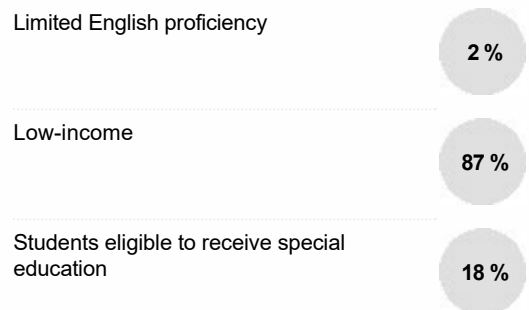 Limited English proficiency
2 %
Low-income
87 %
Students eligible to receive special
education
18 %